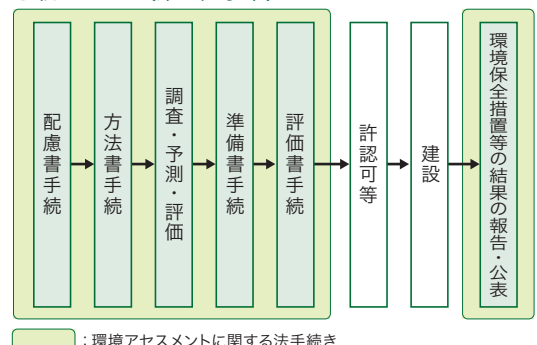 配慮書手続
方法書手続
調査・予測・評価
準備書手続
評価書手続
許認可等
建設
環境保全措置等の結果の報告・公表
：環境アセスメントに関する法手続き